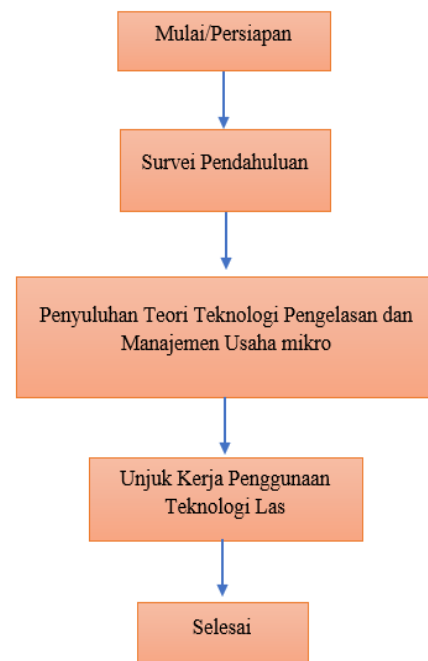 Mulai/Persiapan
Survei Pendahuluan
Penyuluhan Teori Teknologi Pengelasan dan
Manajemen Usaha mikro
Unjuk Kerja Penggunaan
Teknologi Las
Selesai